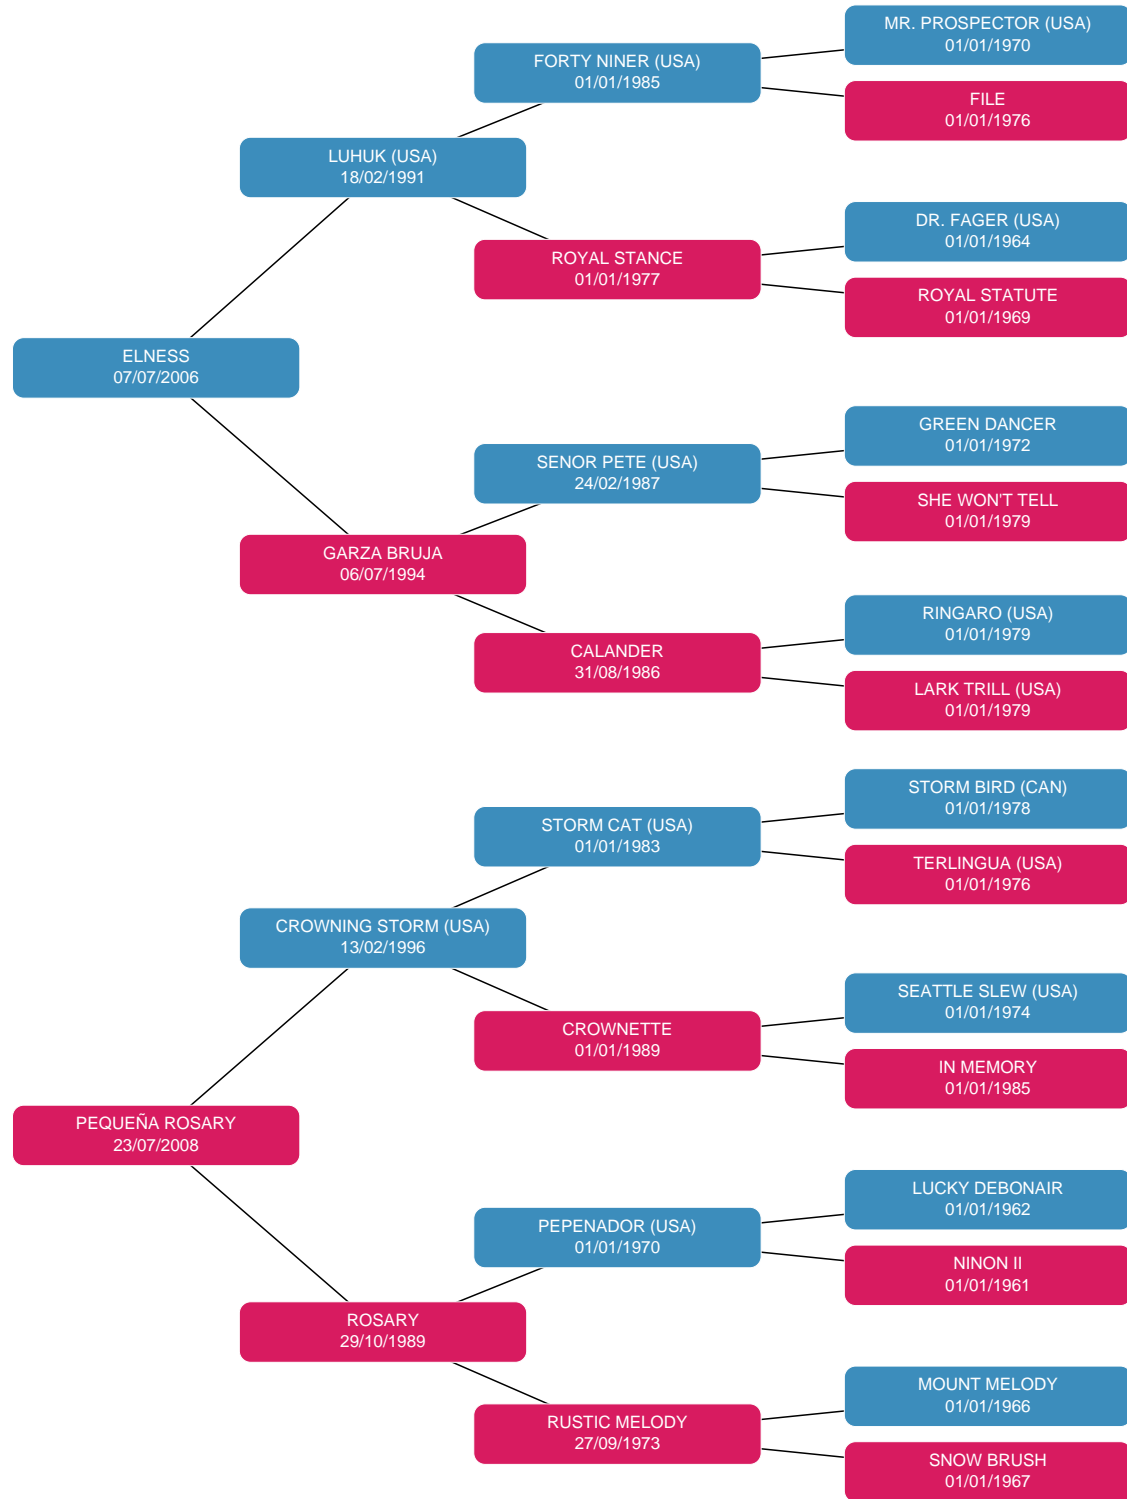 MR. PROSPECTOR (USA)
01/01/1970
FORTY NINER (USA)
01/01/1985
FILE
01/01/1976
LUHUK (USA)
18/02/1991
DR. FAGER (USA)
01/01/1964
ROYAL STANCE
01/01/1977
ROYAL STATUTE
01/01/1969
ELNESS
07/07/2006
GREEN DANCER
01/01/1972
SENOR PETE (USA)
24/02/1987
SHE WON'T TELL
01/01/1979
GARZA BRUJA
06/07/1994
RINGARO (USA)
01/01/1979
CALANDER
31/08/1986
LARK TRILL (USA)
01/01/1979
STORM BIRD (CAN)
01/01/1978
STORM CAT (USA)
01/01/1983
TERLINGUA (USA)
01/01/1976
CROWNING STORM (USA)
13/02/1996
SEATTLE SLEW (USA)
01/01/1974
CROWNETTE
01/01/1989
IN MEMORY
01/01/1985
PEQUEÑA ROSARY
23/07/2008
LUCKY DEBONAIR
01/01/1962
PEPENADOR (USA)
01/01/1970
NINON II
01/01/1961
ROSARY
29/10/1989
MOUNT MELODY
01/01/1966
RUSTIC MELODY
27/09/1973
SNOW BRUSH
01/01/1967